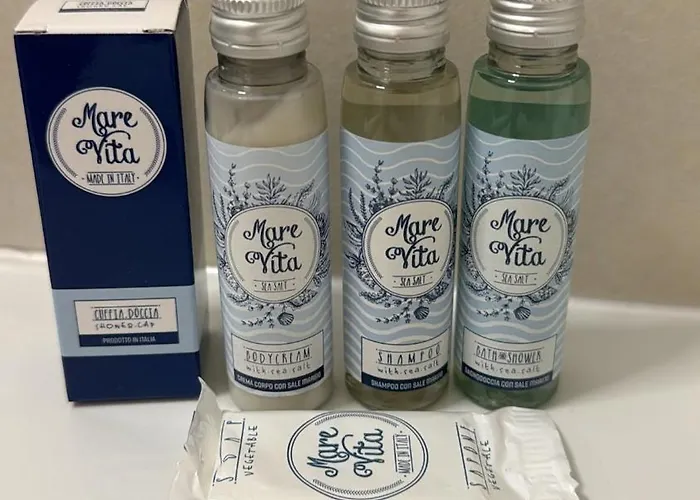 CUFFIA DOCCIA
Mare
Vita
· MADE IN ITALY ·
CUFFIA DOCCIA
SHOWER CAP
PRODOTTO IN ITALIA
Mare
Vita
· SEA SALT ·
BODYCREAM
with sea salt
CREMA CORPO CON SALE MARINO
Mare
Vita
· SEA SALT ·
SHAMPOO
with sea salt
SHAMPOO CON SALE MARINO
Mare
Vita
· SEA SALT ·
BATH AND SHOWER
with sea salt
BAGNODOCCIA CON SALE MARINO
SOAP
VEGETABLE
Mare
Vita
· MADE IN ITALY ·
VEGETALE